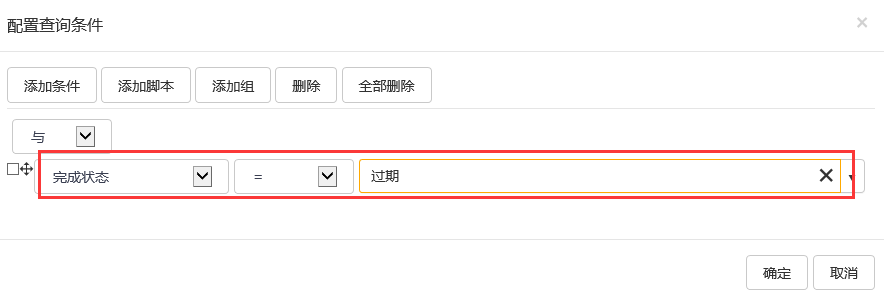 配置查询条件
添加条件 添加脚本 添加组 删除 全部删除
与
完成状态 = 过期
确定 取消